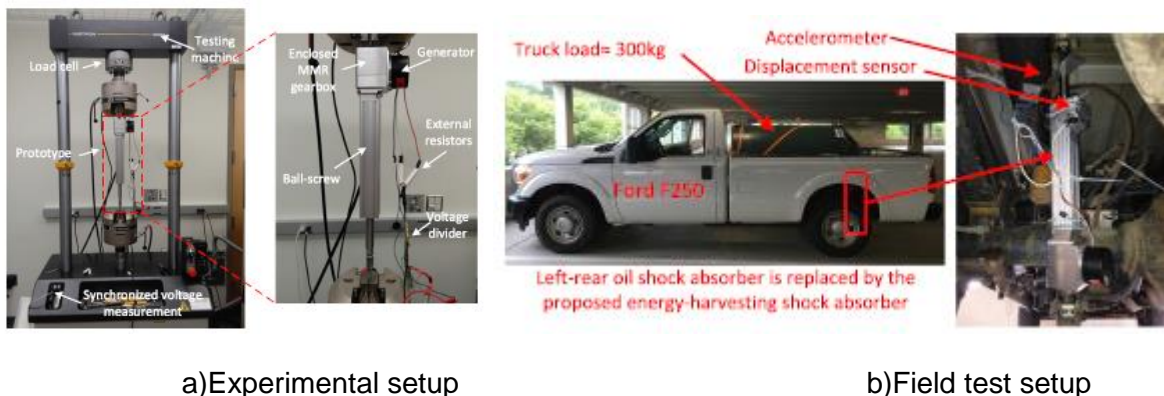 Testing
machine
Load cell
Prototype
Synchronized voltage
measurement
Enclosed
MMR
gearbox
Generator
External
resistors
Ball-screw
Voltage
divider
Truck load= 300kg
Accelerometer
Displacement sensor
Ford F250
Left-rear oil shock absorber is replaced by the
proposed energy-harvesting shock absorber
a)Experimental setup
b)Field test setup